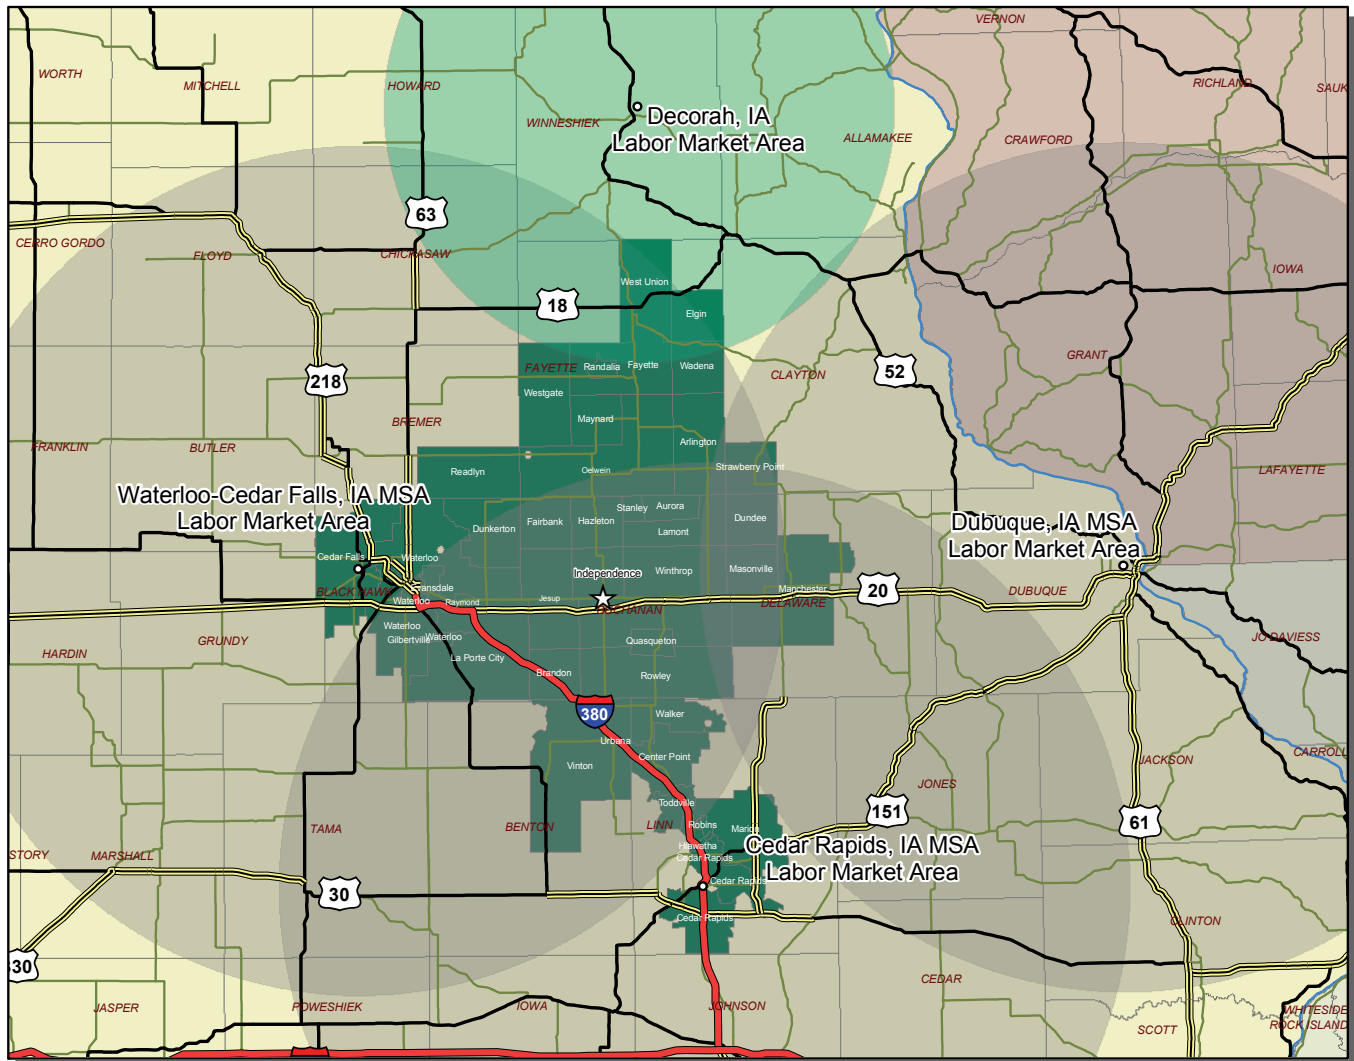 VERNON
WORTH
MITCHELL
HOWARD
RICHLAND
SAUK
WINNESHIEK
Decorah, IA
Labor Market Area
ALLAMAKEE
CRAWFORD
63
CERRO GORDO
FLOYD
CHICKASAW
IOWA
West Union
18
Elgin
GRANT
FAYETTE
Randalia
Fayette
Wadena
CLAYTON
52
218
Westgate
BREMER
Maynard
FRANKLIN
BUTLER
Arlington
Readlyn
Oelwein
Strawberry Point
LAFAYETTE
Waterloo-Cedar Falls, IA MSA
Labor Market Area
Dunkerton
Fairbank
Hazleton
Stanley
Aurora
Lamont
Dundee
Dubuque, IA MSA
Labor Market Area
Cedar Falls
Waterloo
Independence
Winthrop
Masonville
BLACK HAWK
Evansdale
Waterloo
Raymond
Jesup
BUCHANAN
DELAWARE
Manchester
20
DUBUQUE
Waterloo
Gilbertville
Waterloo
GRUNDY
HARDIN
La Porte City
Quasqueton
JO DAVIESS
Brandon
Rowley
380
Walker
Urbana
Center Point
Vinton
JACKSON
CARROLL
JONES
Toddville
151
61
TAMA
BENTON
LINN
Robins
Marion
STORY
MARSHALL
Hiawatha
Cedar Rapids
Cedar Rapids, IA MSA
Labor Market Area
30
Cedar Rapids
Cedar Rapids
CLINTON
330
CEDAR
JASPER
POWESHIEK
IOWA
JOHNSON
SCOTT
WHITESIDE
ROCK ISLAND